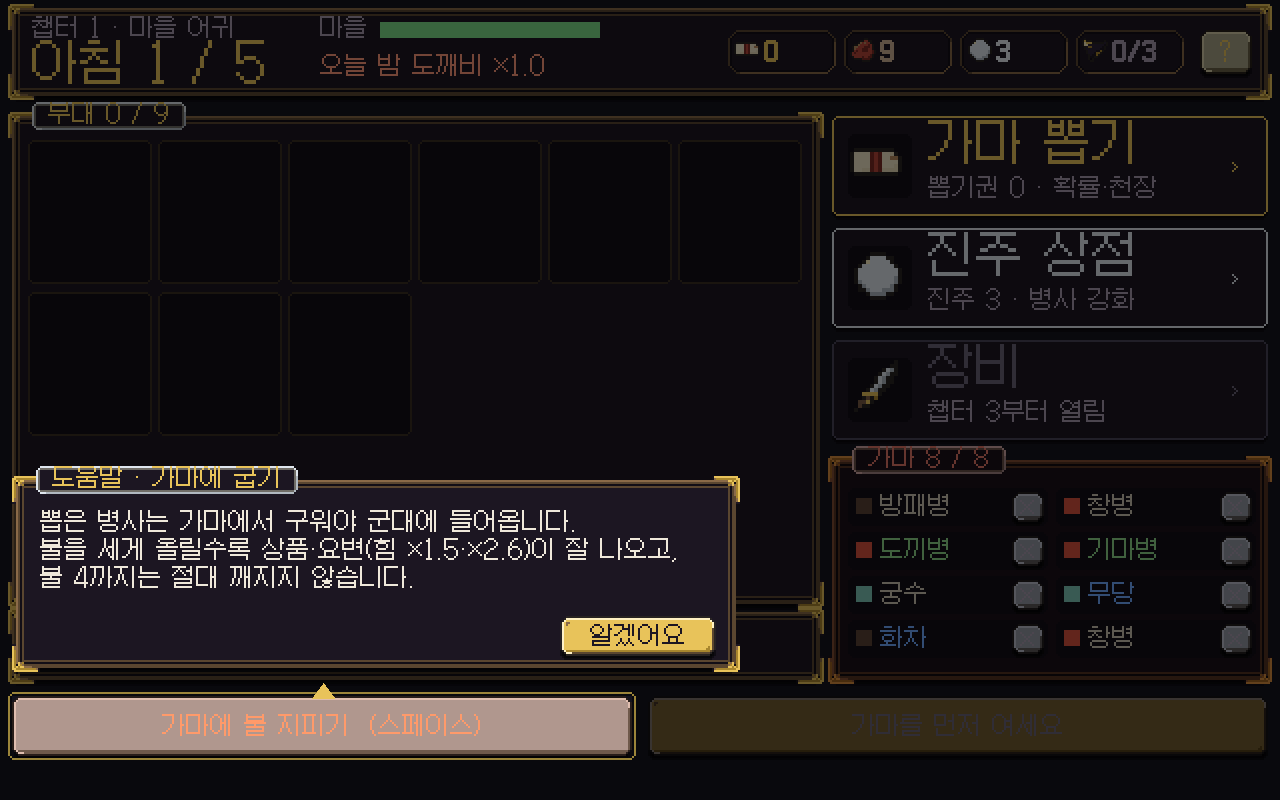 챕터 1 · 마을 어귀
아침 1 / 5
마을
오늘 밤 도깨비 ×1.0
0
9
3
0/3
?
부대 0 / 9
가마 뽑기
뽑기권 0 · 확률·천장
진주 상점
진주 3 · 병사 강화
장비
챕터 3부터 열림
가마 8 / 8
방패병
창병
도끼병
기마병
궁수
무당
화차
창병
도움말 · 가마에 굽기
뽑은 병사는 가마에서 구워야 군대에 들어옵니다.
불을 세게 올릴수록 상품·요변(힘 ×1.5·×2.6)이 잘 나오고,
불 4까지는 절대 깨지지 않습니다.
알겠어요
가마에 불 지피기 (스페이스)
가마를 먼저 여세요